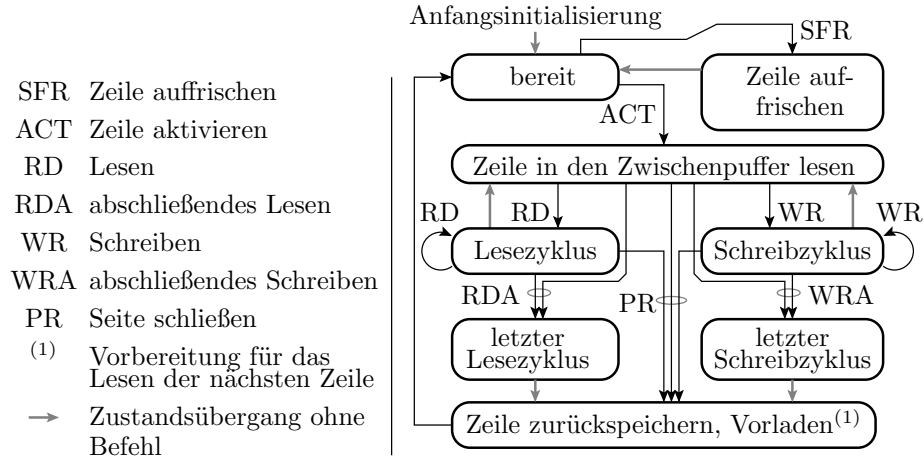 Anfangsinitialisierung
SFR
bereit
Zeile auf-
frischen
ACT
Zeile in den Zwischenpuffer lesen
RD
RD
WR
WR
Lesezyklus
Schreibzyklus
RDA
PR
WRA
letzter
Lesezyklus
letzter
Schreibzyklus
Zeile zurückspeichern, Vorladen(1)
SFR Zeile auffrischen
ACT Zeile aktivieren
RD Lesen
RDA abschließendes Lesen
WR Schreiben
WRA abschließendes Schreiben
PR Seite schließen
(1) Vorbereitung für das
Lesen der nächsten Zeile
Zustandsübergang ohne
Befehl